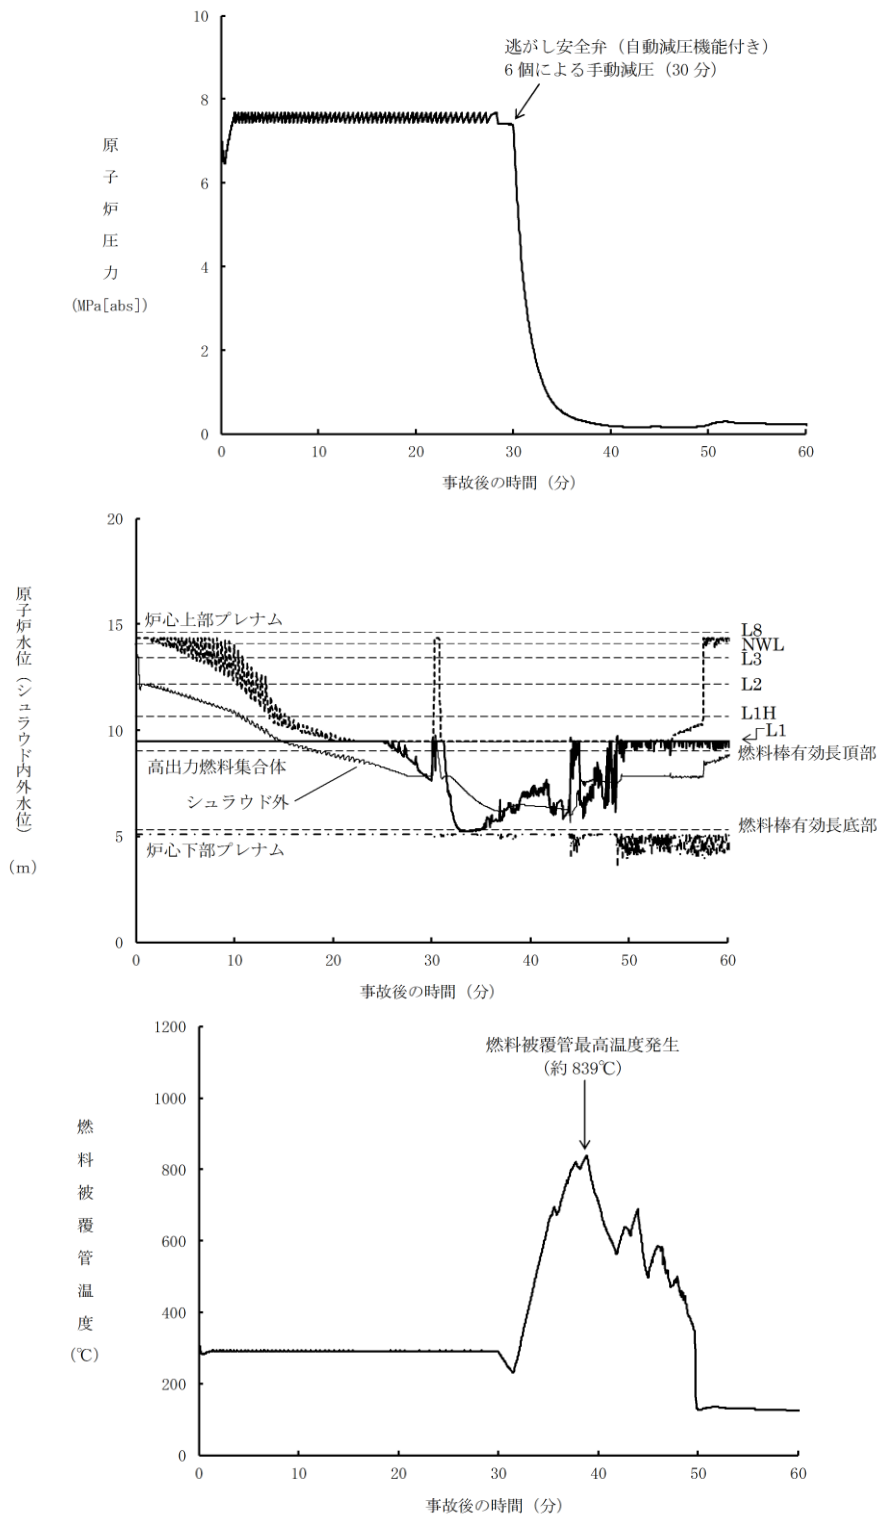 10
8
6
4
2
0
原子炉圧力
(MPa[abs])
逃がし安全弁（自動減圧機能付き）
6個による手動減圧（30分）
0 10 20 30 40 50 60
事故後の時間（分）
20
15
10
5
0
原子炉水位（シュラウド内外水位）
（m）
炉心上部プレナム
高出力燃料集合体
シュラウド外
炉心下部プレナム
L8
NWL
L3
L2
L1H
L1
燃料棒有効長頂部
燃料棒有効長底部
0 10 20 30 40 50 60
事故後の時間（分）
1200
1000
800
600
400
200
0
燃料被覆管温度
(℃)
燃料被覆管最高温度発生
（約839℃）
0 10 20 30 40 50 60
事故後の時間（分）